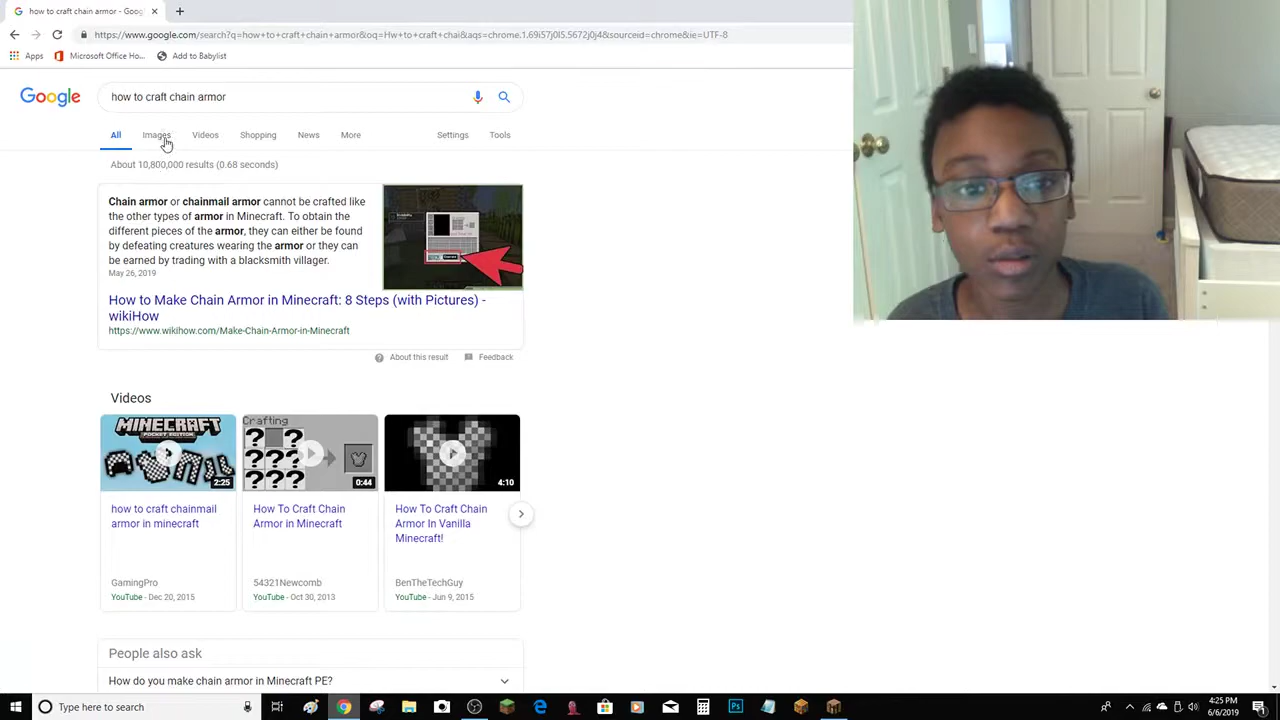 how to craft chain armor - Goog
https://www.google.com/search?q=how+to+craft+chain+armor&oq=Hw+to+craft+chai&aqs=chrome.1.69i57j0l5.5672j0j4&sourceid=chrome&ie=UTF-8
Apps Microsoft Office Ho... Add to Babylist
Google how to craft chain armor
All Images Videos Shopping News More Settings Tools
About 10,800,000 results (0.68 seconds)
Chain armor or chainmail armor cannot be crafted like
the other types of armor in Minecraft. To obtain the
different pieces of the armor, they can either be found
by defeating creatures wearing the armor or they can
be earned by trading with a blacksmith villager.
May 26, 2019
How to Make Chain Armor in Minecraft: 8 Steps (with Pictures) -
wikiHow
https://www.wikihow.com/Make-Chain-Armor-in-Minecraft
About this result Feedback
Videos
MINECRAFT
POCKET EDITION
2:25
Crafting
? ?
? ? ?
? ? ?
0:44
4:10
how to craft chainmail
armor in minecraft
GamingPro
YouTube - Dec 20, 2015
How To Craft Chain
Armor in Minecraft
54321Newcomb
YouTube - Oct 30, 2013
How To Craft Chain
Armor In Vanilla
Minecraft!
BenTheTechGuy
YouTube - Jun 9, 2015
People also ask
How do you make chain armor in Minecraft PE?
Type here to search
Ps
4:25 PM
6/6/2019